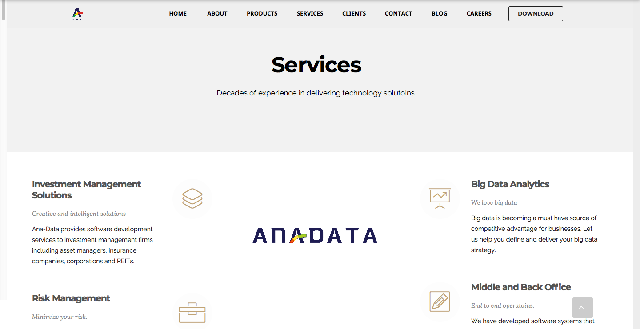 HOME ABOUT PRODUCTS SERVICES CLIENTS CONTACT BLOG CAREERS DOWNLOAD
Services
Decades of experience in delivering technology solutoins
Investment Management
Solutions
Creative and intelligent solutions
Ana-Data provides software development
services to investment management firms
including asset managers, insurance
companies, corporations and REITs.
Risk Management
Minimize your risk.
ANADATA
Big Data Analytics
We love big data
Big data is becoming a must have source of
competitive advantage for businesses. Let
us help you define and deliver your big data
strategy.
Middle and Back Office
End to end operations.
We have developed software systems that